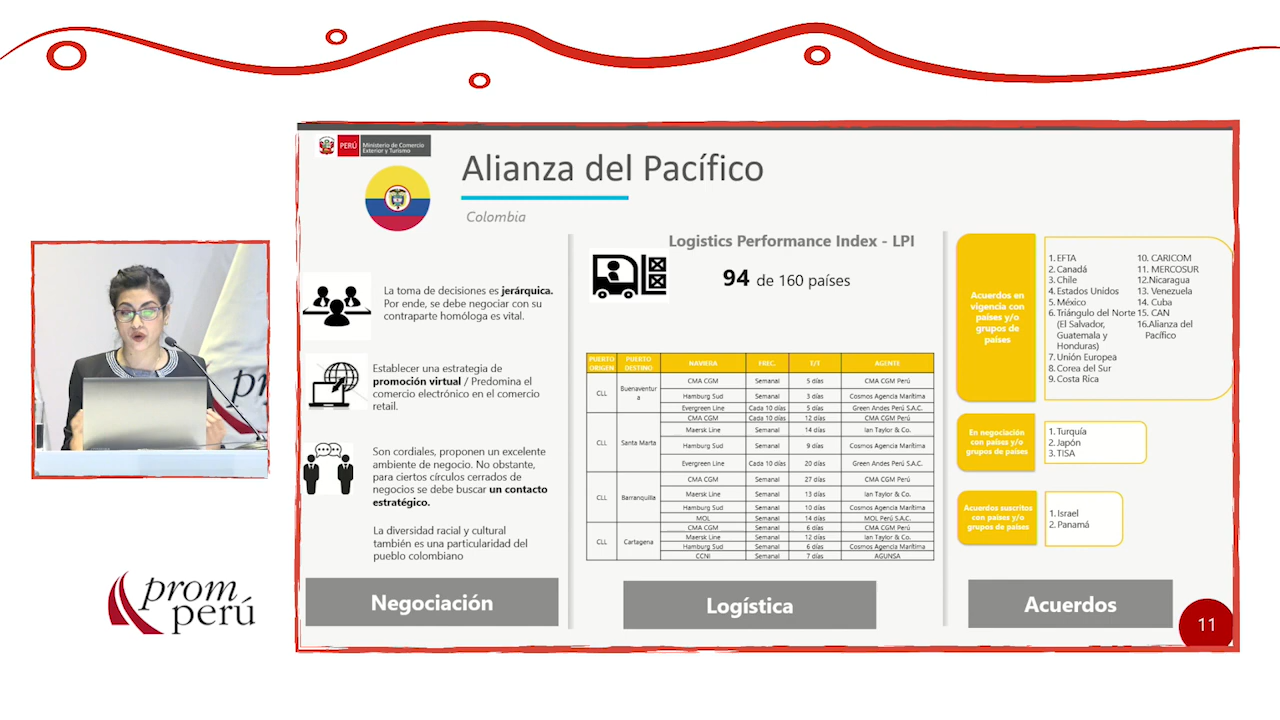 PERÚ
Ministerio de Comercio
Exterior y Turismo
Alianza del Pacífico
Colombia
La toma de decisiones es jerárquica.
Por ende, se debe negociar con su
contraparte homóloga es vital.
Establecer una estrategia de
promoción virtual / Predomina el
comercio electrónico en el comercio
retail.
Son cordiales, proponen un excelente
ambiente de negocio. No obstante,
para ciertos círculos cerrados de
negocios se debe buscar un contacto
estratégico.
La diversidad racial y cultural
también es una particularidad del
pueblo colombiano
Negociación
Logistics Performance Index - LPI
94 de 160 países
PUERTO ORIGEN PUERTO DESTINO NAVIERA FREC. T/T AGENTE
CLL Buenaventura CMA CGM Semanal 5 días CMA CGM Perú
Hamburg Sud Semanal 3 días Cosmos Agencia Marítima
Evergreen Line Cada 10 días 5 días Green Andes Perú S.A.C.
CLL Santa Marta CMA CGM Cada 10 días 12 días CMA CGM Perú
Maersk Line Semanal 14 días Ian Taylor & Co.
Hamburg Sud Semanal 9 días Cosmos Agencia Marítima
Evergreen Line Cada 10 días 20 días Green Andes Perú S.A.C.
CLL Barranquilla CMA CGM Semanal 27 días CMA CGM Perú
Maersk Line Semanal 13 días Ian Taylor & Co.
Hamburg Sud Semanal 10 días Cosmos Agencia Marítima
MOL Semanal 14 días MOL Perú S.A.C.
CLL Cartagena CMA CGM Semanal 6 días CMA CGM Perú
Maersk Line Semanal 12 días Ian Taylor & Co.
Hamburg Sud Semanal 6 días Cosmos Agencia Marítima
CCNI Semanal 7 días AGUNSA
Logística
Acuerdos en
vigencia con
países y/o
grupos de
países
1. EFTA
2. Canadá
3. Chile
4. Estados Unidos
5. México
6. Triángulo del Norte
(El Salvador,
Guatemala y
Honduras)
7. Unión Europea
8. Corea del Sur
9. Costa Rica
10. CARICOM
11. MERCOSUR
12.Nicaragua
13. Venezuela
14. Cuba
15. CAN
16.Alianza del
Pacífico
En negociación
con países y/o
grupos de países
1. Turquía
2. Japón
3. TISA
Acuerdos suscritos
con países y/o
grupos de países
1. Israel
2. Panamá
Acuerdos
11
prom
perú